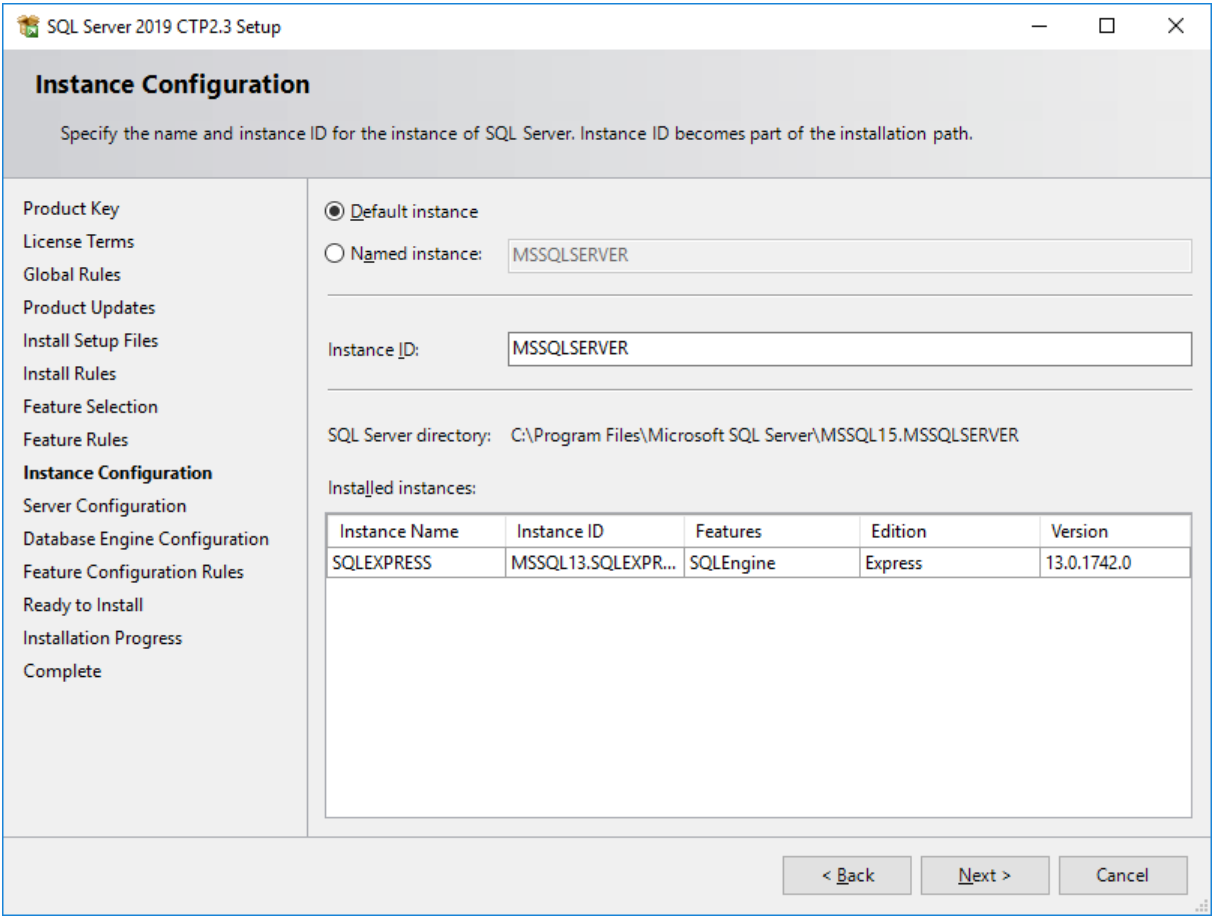 SQL Server 2019 CTP2.3 Setup
Instance Configuration
Specify the name and instance ID for the instance of SQL Server. Instance ID becomes part of the installation path.
Product Key
License Terms
Global Rules
Product Updates
Install Setup Files
Install Rules
Feature Selection
Feature Rules
Instance Configuration
Server Configuration
Database Engine Configuration
Feature Configuration Rules
Ready to Install
Installation Progress
Complete
Default instance
Named instance: MSSQLSERVER
Instance ID: MSSQLSERVER
SQL Server directory: C:\Program Files\Microsoft SQL Server\MSSQL15.MSSQLSERVER
Installed instances:
Instance Name Instance ID Features Edition Version
SQLEXPRESS MSSQL13.SQLEXPR... SQLEngine Express 13.0.1742.0
< Back Next > Cancel